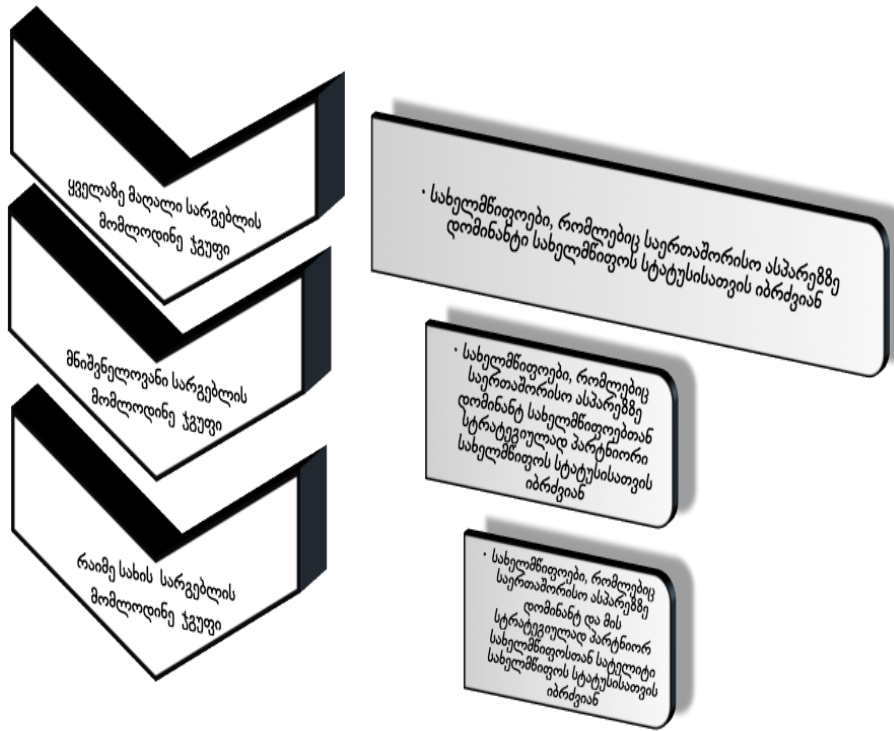 ყველაზე მაღალი სარგებლის
მომლოდინე ჯგუფი
• სახელმწიფოები, რომლებიც საერთაშორისო ასპარეზზე
დომინანტი სახელმწიფოს სტატუსისათვის იბრძვიან
მნიშვნელოვანი სარგებლის
მომლოდინე ჯგუფი
• სახელმწიფოები, რომლებიც
საერთაშორისო ასპარეზზე
დომინანტ სახელმწიფოებთან
სტრატეგიულად პარტნიორი
სახელმწიფოს სტატუსისათვის
იბრძვიან
რაიმე სახის სარგებლის
მომლოდინე ჯგუფი
• სახელმწიფოები, რომლებიც
საერთაშორისო ასპარეზზე
დომინანტ და მის
სტრატეგიულად პარტნიორ
სახელმწიფოსთან სატელიტი
სახელმწიფოს სტატუსისათვის
იბრძვიან